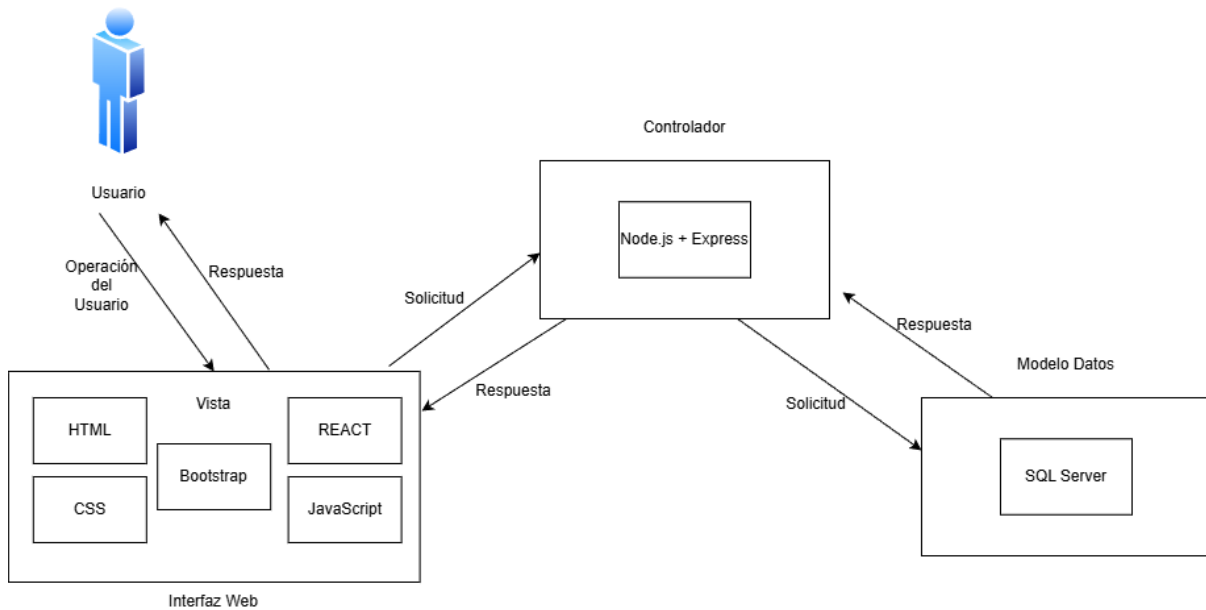 Controlador
Usuario
Node.js + Express
Operación
del
Usuario
Respuesta
Solicitud
Respuesta
Respuesta
Solicitud
Modelo Datos
Vista
HTML
REACT
Bootstrap
CSS
JavaScript
SQL Server
Interfaz Web